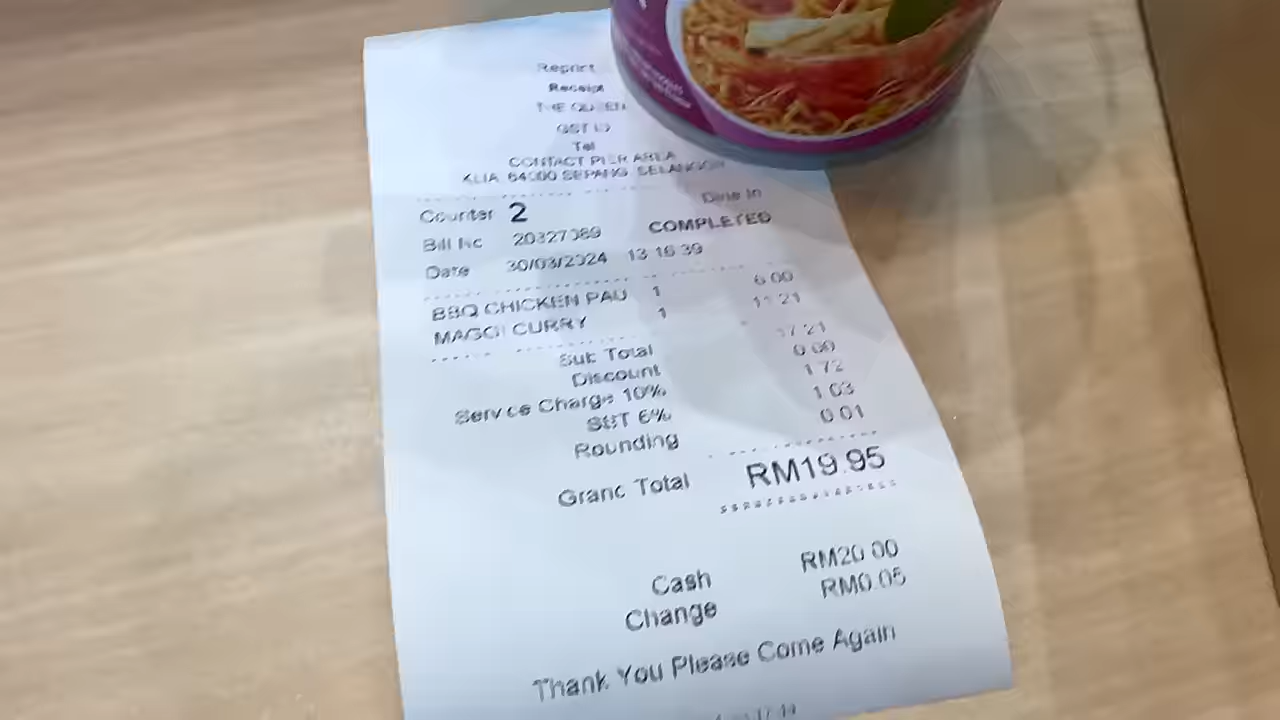 Reprint
Receipt
THE QUEEN
GST ID
Tel
CONTACT PIER AREA
KLIA 64000 SEPANG SELANGOR
Dine In
Counter 2
COMPLETED
Bill No 20327089
Date 30/03/2024 13 16 39
BBQ CHICKEN PAU 1 6.00
MAGGI CURRY 1 11.21
Sub Total 17.21
Discount 0.00
Service Charge 10% 1.72
SST 6% 1.03
Rounding 0.01
Grand Total RM19.95
Cash RM20.00
Change RM0.05
Thank You Please Come Again